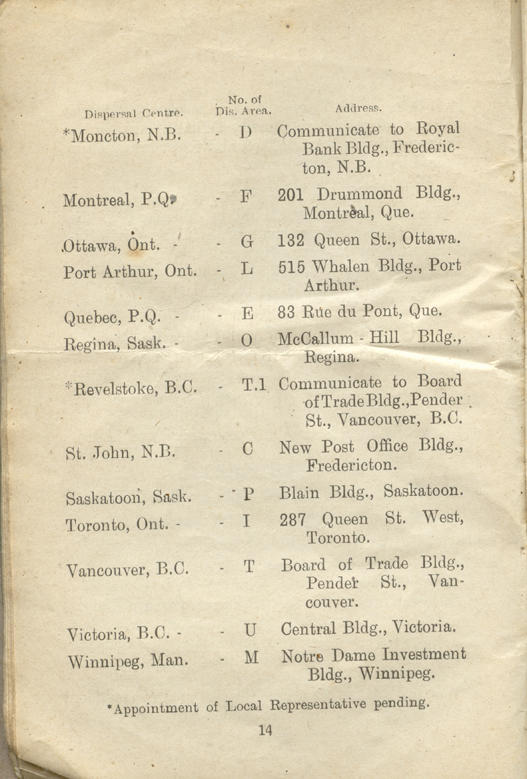 No. of
Dispersal Centre. Dis. Area. Address.
*Moncton, N.B. - D Communicate to Royal
Bank Bldg., Frederic-
ton, N.B.
Montreal, P.Q. - F 201 Drummond Bldg.,
Montreal, Que.
Ottawa, Ont. - - G 132 Queen St., Ottawa.
Port Arthur, Ont. - L 515 Whalen Bldg., Port
Arthur.
Quebec, P.Q. - - E 83 Rue du Pont, Que.
Regina, Sask. - - O McCallum - Hill Bldg.,
Regina.
*Revelstoke, B.C. - T.1 Communicate to Board
of Trade Bldg., Pender
St., Vancouver, B.C.
St. John, N.B. - C New Post Office Bldg.,
Fredericton.
Saskatoon, Sask. - - P Blain Bldg., Saskatoon.
Toronto, Ont. - - I 287 Queen St. West,
Toronto.
Vancouver, B.C. - T Board of Trade Bldg.,
Pender St., Van-
couver.
Victoria, B.C. - - U Central Bldg., Victoria.
Winnipeg, Man. - M Notre Dame Investment
Bldg., Winnipeg.
*Appointment of Local Representative pending.
14